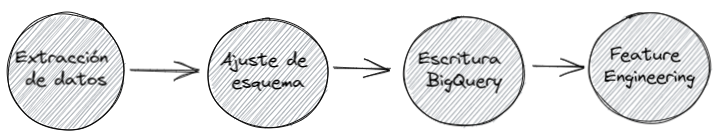 Extracción
de datos
Ajuste de
esquema
Escritura
BigQuery
Feature
Engineering